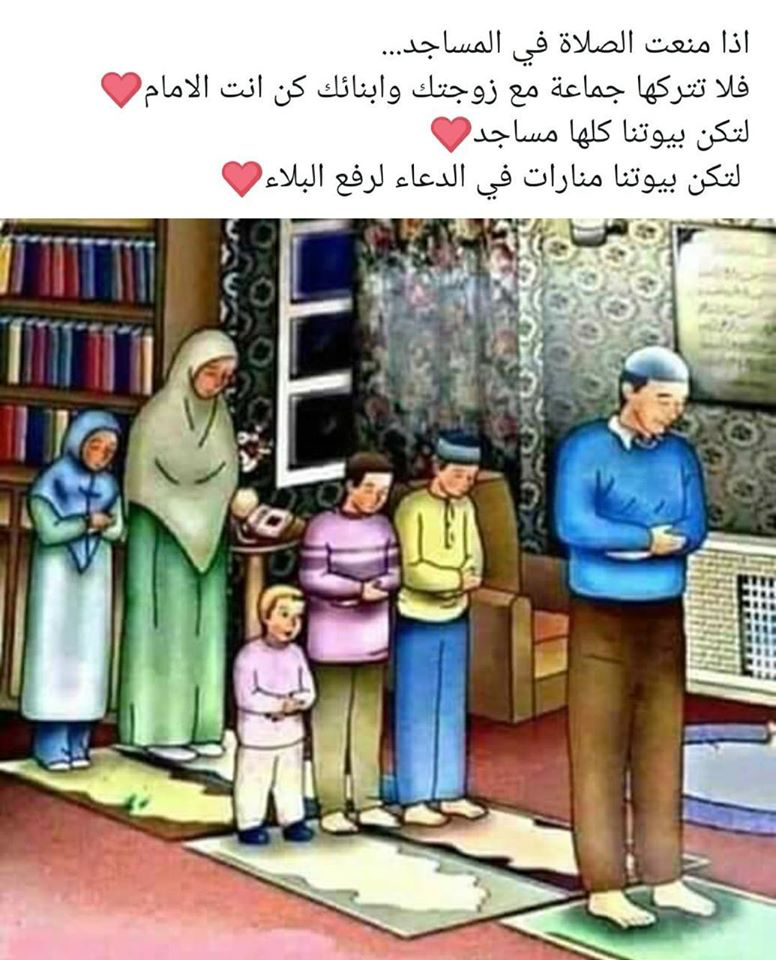 اذا منعت الصلاة في المساجد...
فلا تتركها جماعة مع زوجتك وابنائك كن انت الامام❤
لتكن بيوتنا كلها مساجد❤
لتكن بيوتنا منارات في الدعاء لرفع البلاء❤